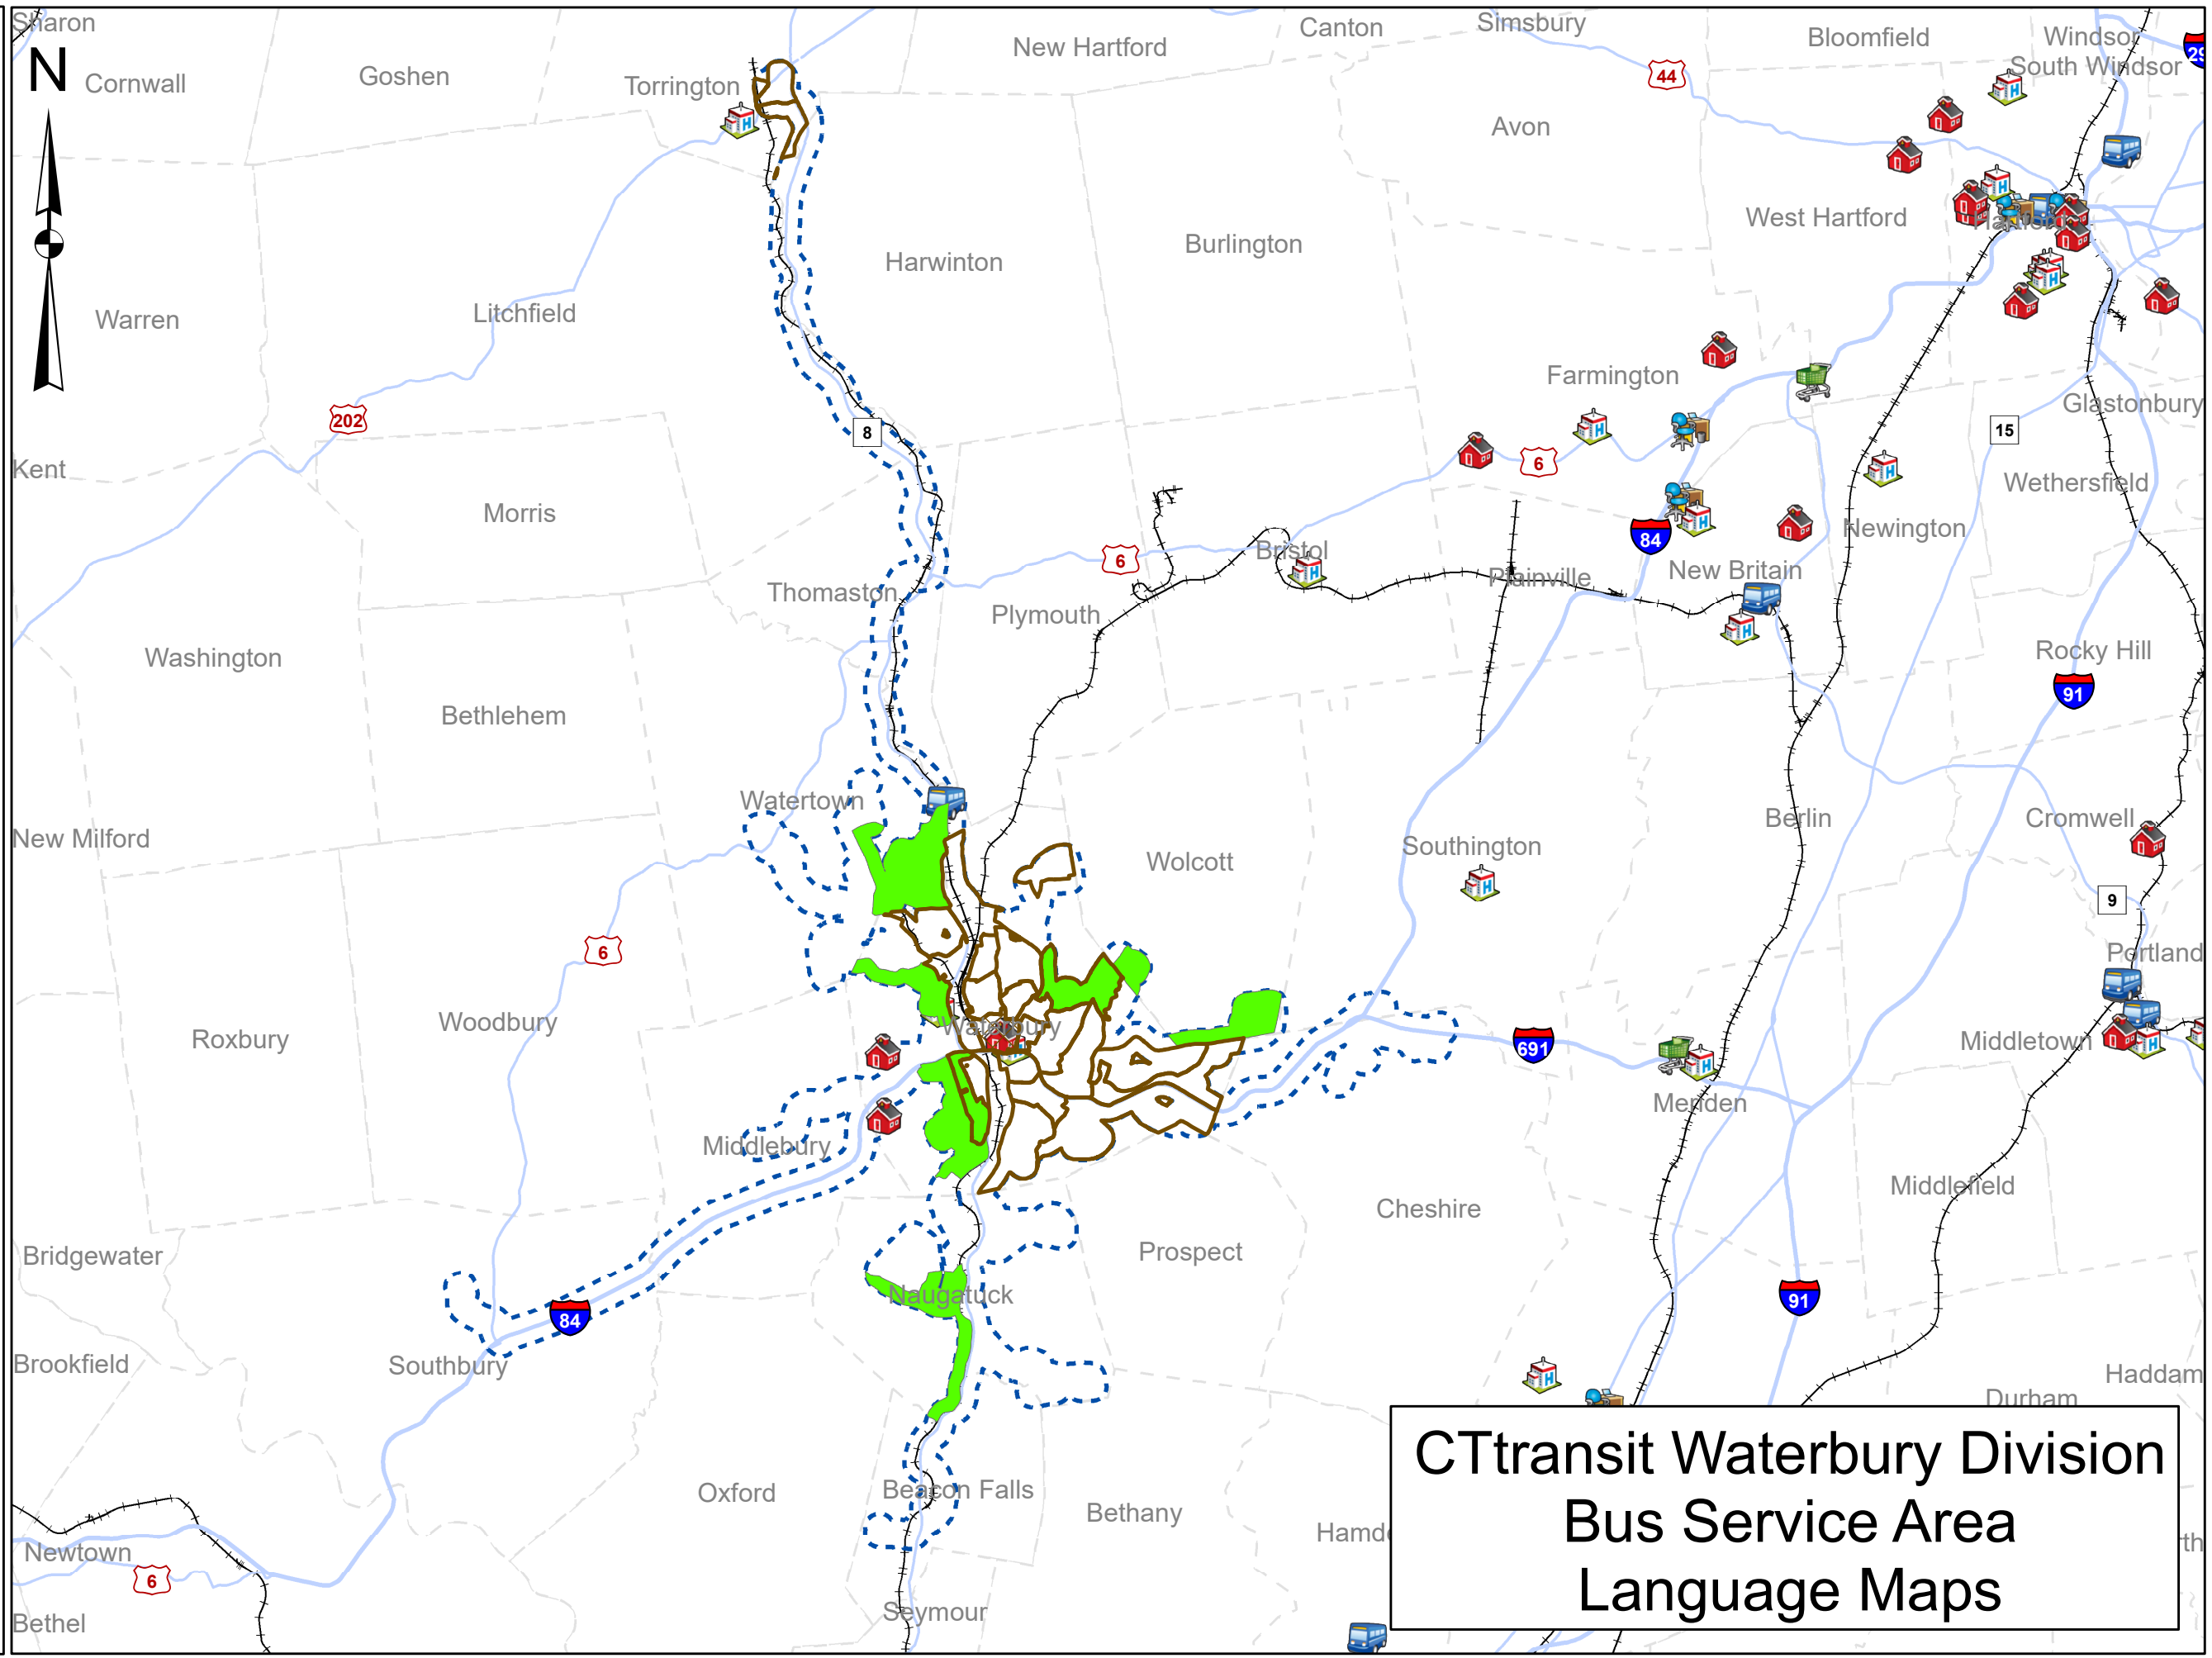 Sharon
N
Cornwall
Goshen
Torrington
New Hartford
Canton
Simsbury
Bloomfield
Windsor
South Windsor
44
Avon
West Hartford
Harwinton
Burlington
Litchfield
Warren
Farmington
Glastonbury
202
8
6
15
Kent
Morris
Wethersfield
84
Newington
6
Bristol
Plainville
New Britain
Thomaston
Plymouth
Washington
Rocky Hill
91
Bethlehem
Watertown
New Milford
Wolcott
Southington
Berlin
Cromwell
9
6
Portland
Roxbury
Woodbury
Waterbury
691
Middletown
Meriden
Middlebury
Middlefield
Cheshire
Bridgewater
Prospect
Naugatuck
84
91
Brookfield
Southbury
Haddam
Durham
Oxford
Beacon Falls
Bethany
Newtown
6
Bethel
Seymour
CTtransit Waterbury Division
Bus Service Area
Language Maps